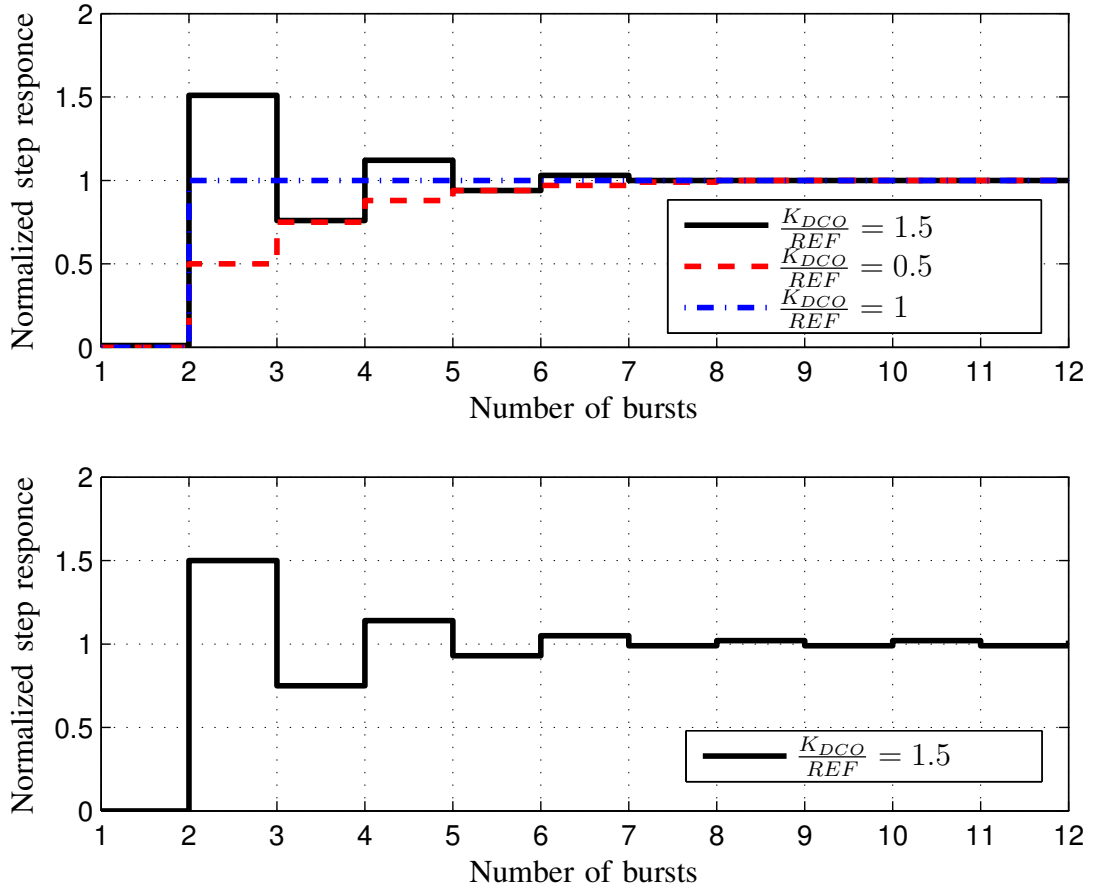 2
1.5
1
0.5
0
Normalized step responce
K_DCO/REF = 1.5
K_DCO/REF = 0.5
K_DCO/REF = 1
1 2 3 4 5 6 7 8 9 10 11 12
Number of bursts
2
1.5
1
0.5
0
Normalized step responce
K_DCO/REF = 1.5
1 2 3 4 5 6 7 8 9 10 11 12
Number of bursts